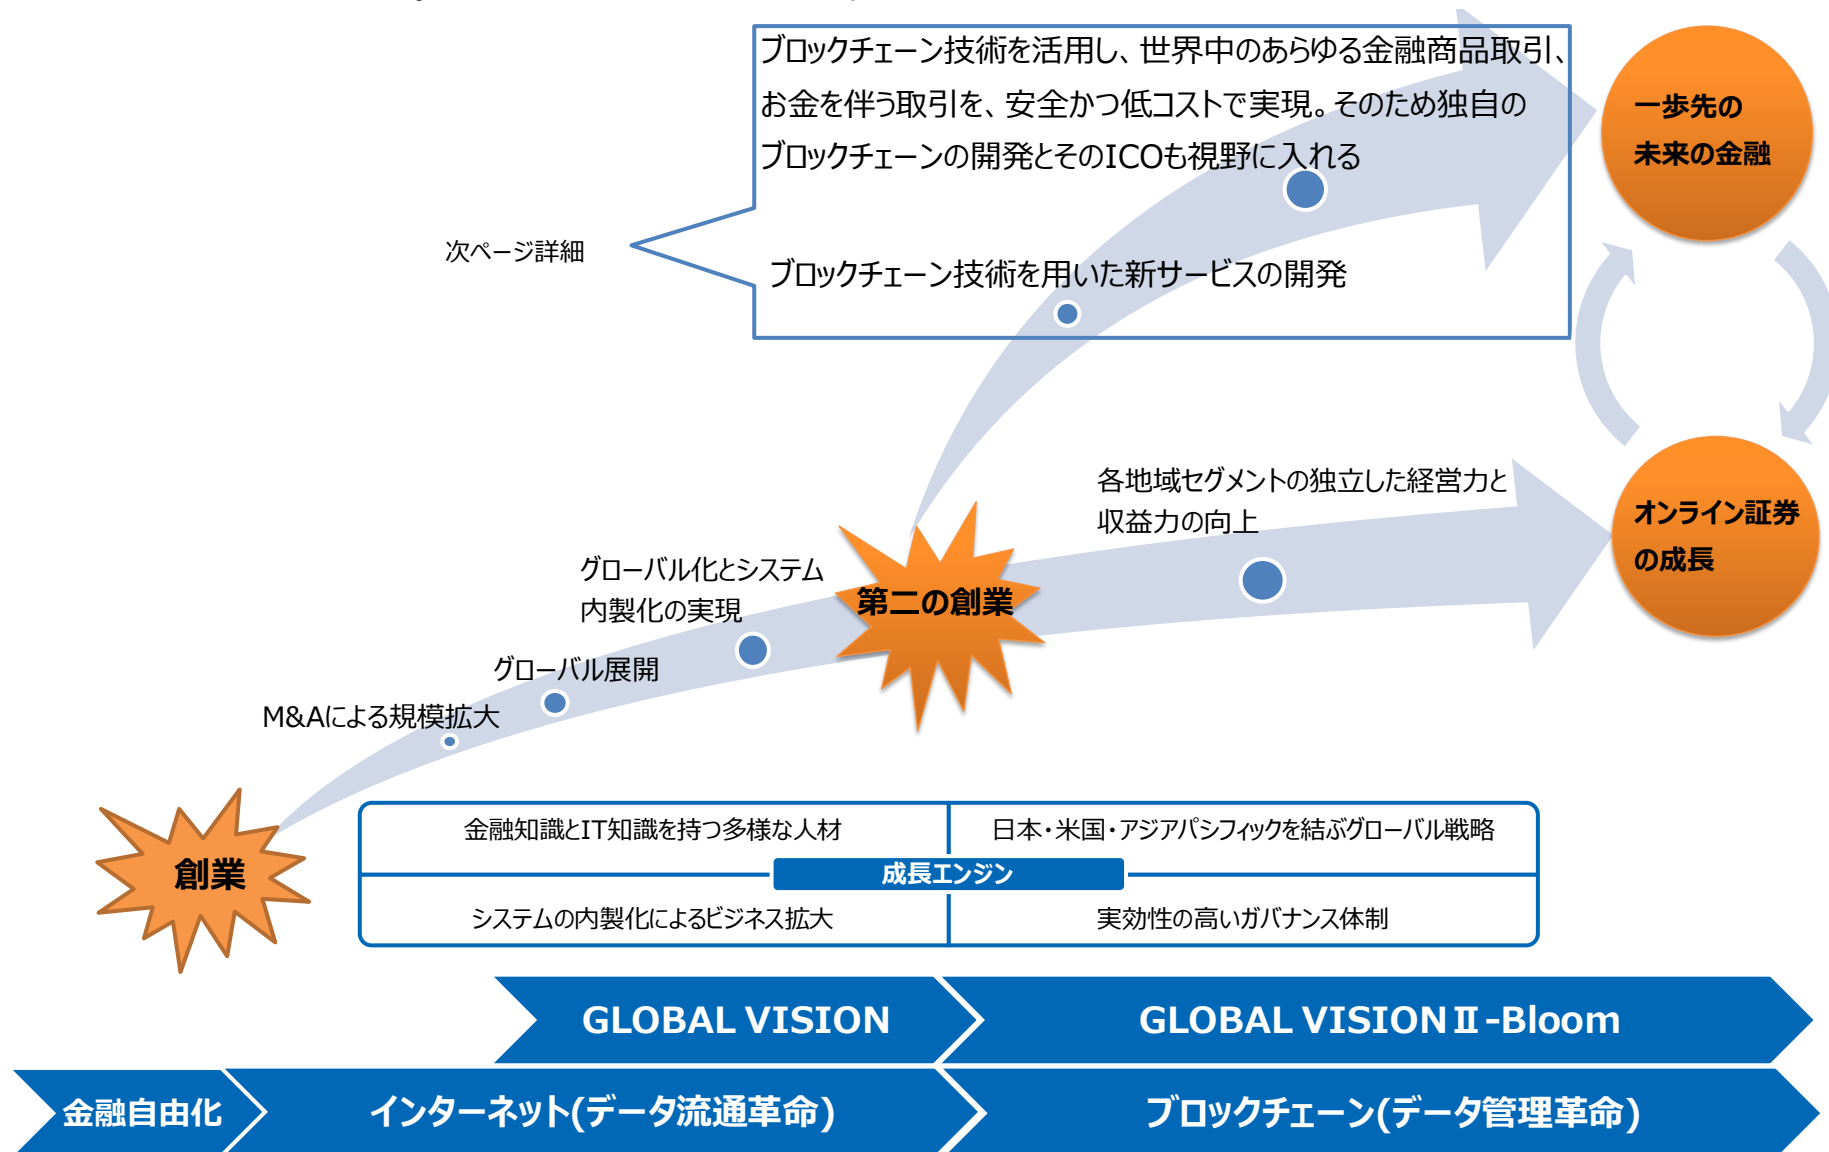 ブロックチェーン技術を活用し、世界中のあらゆる金融商品取引、
お金を伴う取引を、安全かつ低コストで実現。そのため独自の
ブロックチェーンの開発とそのICOも視野に入れる
一歩先の
未来の金融
次ページ詳細
ブロックチェーン技術を用いた新サービスの開発
各地域セグメントの独立した経営力と
収益力の向上
オンライン証券
の成長
グローバル化とシステム
内製化の実現
第二の創業
グローバル展開
M&Aによる規模拡大
創業
金融知識とIT知識を持つ多様な人材
日本・米国・アジアパシフィックを結ぶグローバル戦略
成長エンジン
システムの内製化によるビジネス拡大
実効性の高いガバナンス体制
GLOBAL VISION
GLOBAL VISIONⅡ-Bloom
金融自由化
インターネット(データ流通革命)
ブロックチェーン(データ管理革命)